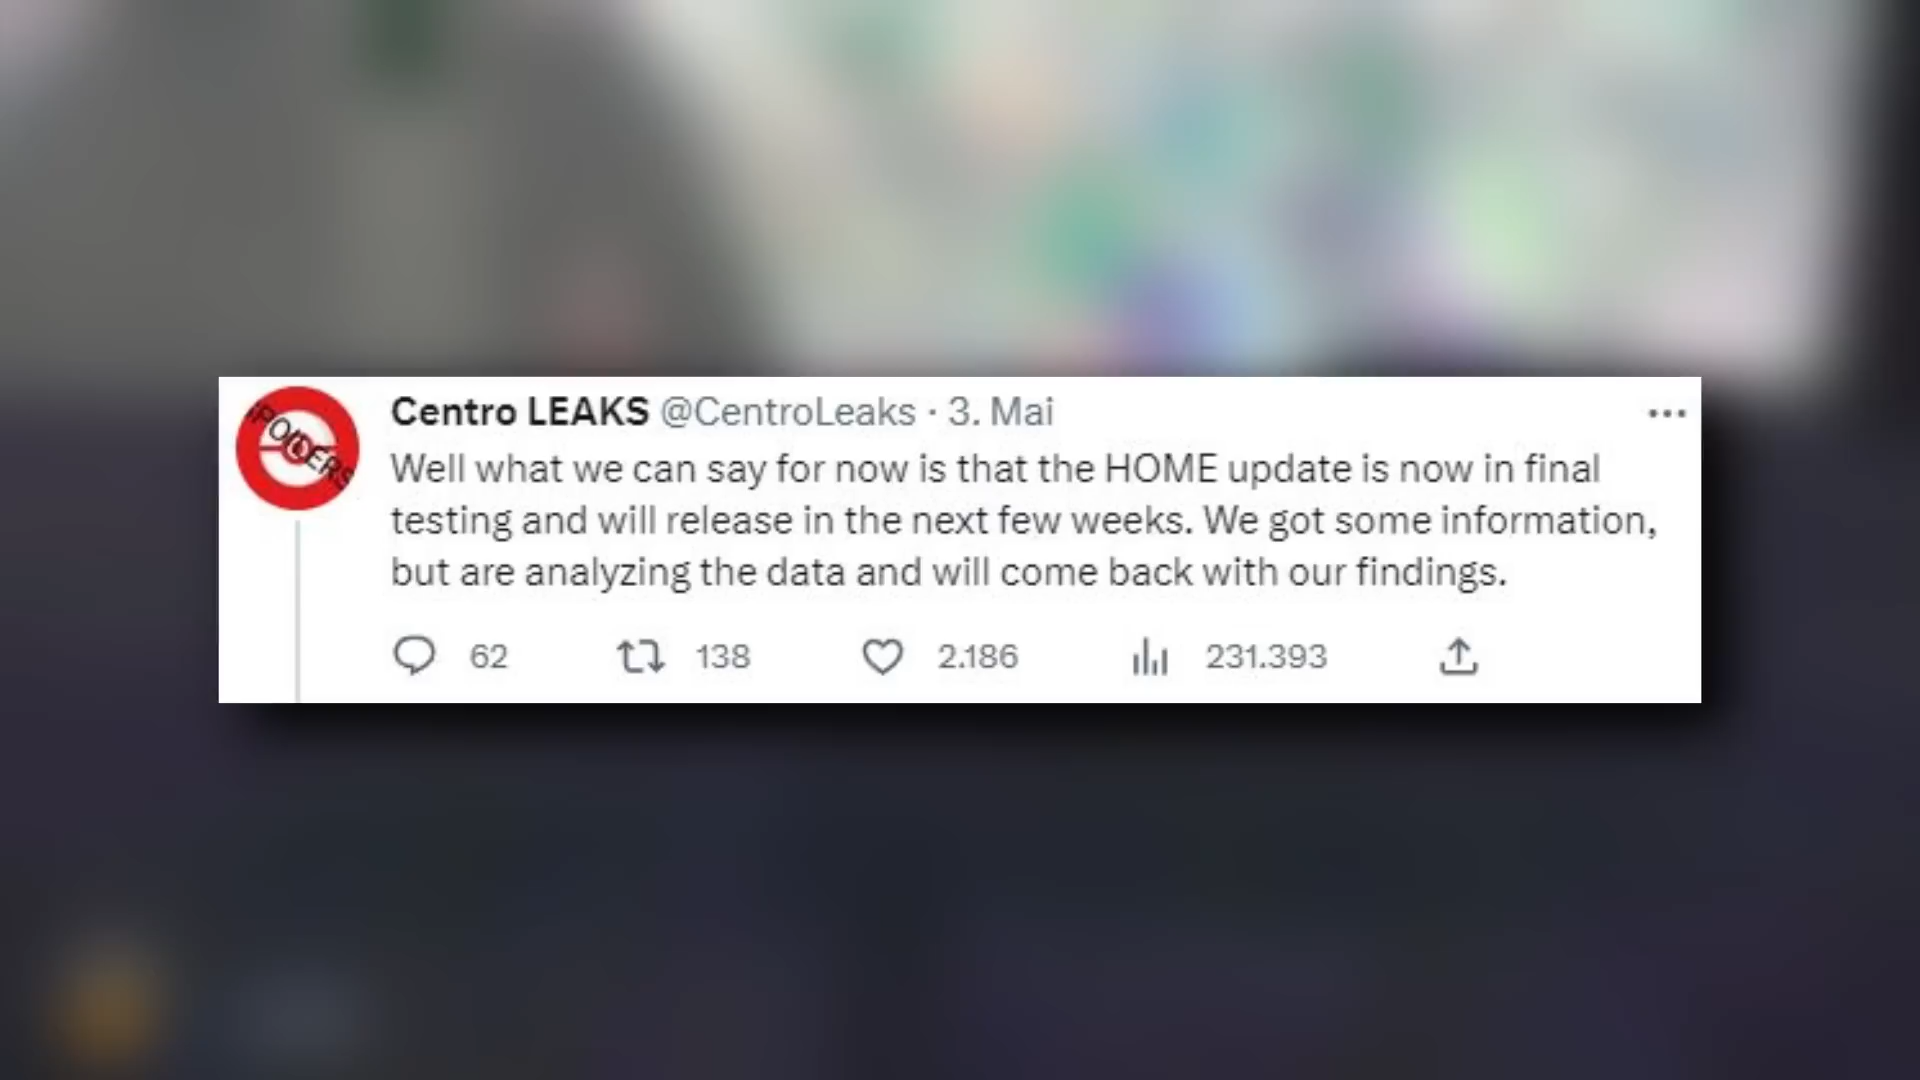 Centro LEAKS @CentroLeaks · 3. Mai
Well what we can say for now is that the HOME update is now in final
testing and will release in the next few weeks. We got some information,
but are analyzing the data and will come back with our findings.
62 138 2.186 231.393